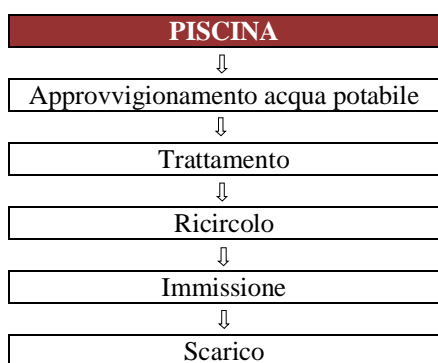 PISCINA
⇩
Approvvigionamento acqua potabile
⇩
Trattamento
⇩
Ricircolo
⇩
Immissione
⇩
Scarico